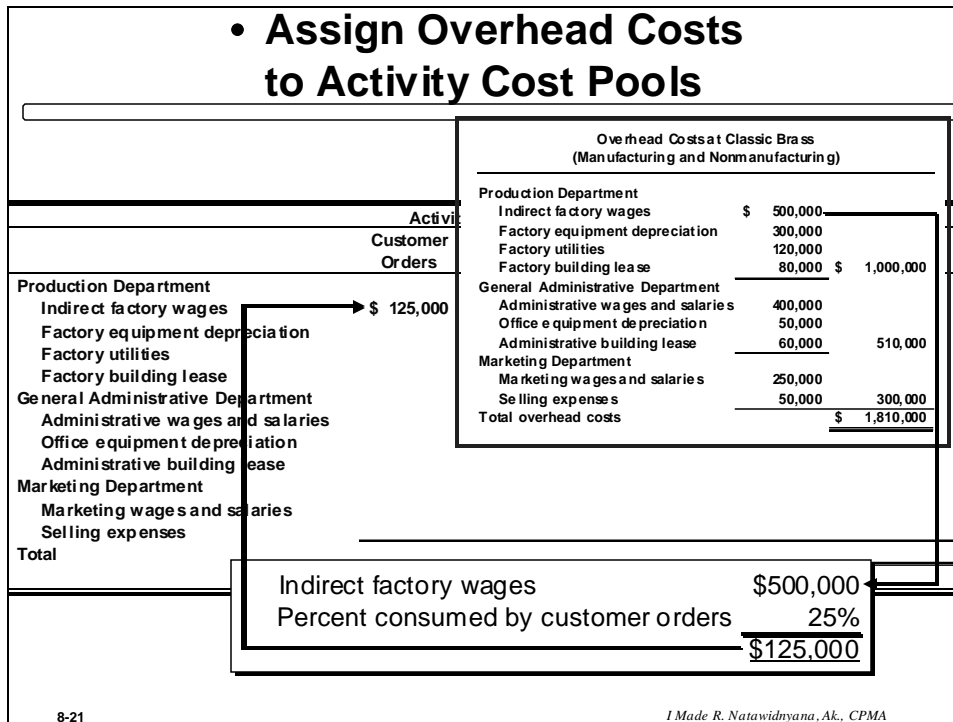 • Assign Overhead Costs
to Activity Cost Pools
Overhead Costs at Classic Brass
(Manufacturing and Nonmanufacturing)
Production Department
Indirect factory wages $ 500,000
Factory equipment depreciation 300,000
Factory utilities 120,000
Factory building lease 80,000 $ 1,000,000
General Administrative Department
Administrative wages and salaries 400,000
Office equipment depreciation 50,000
Administrative building lease 60,000 510,000
Marketing Department
Marketing wages and salaries 250,000
Selling expenses 50,000 300,000
Total overhead costs $ 1,810,000
Activi
Customer
Orders
Production Department
Indirect factory wages $ 125,000
Factory equipment depreciation
Factory utilities
Factory building lease
General Administrative Department
Administrative wages and salaries
Office equipment depreciation
Administrative building lease
Marketing Department
Marketing wages and salaries
Selling expenses
Total
Indirect factory wages $500,000
Percent consumed by customer orders 25%
$125,000
8-21
I Made R. Natawidnyana, Ak., CPMA